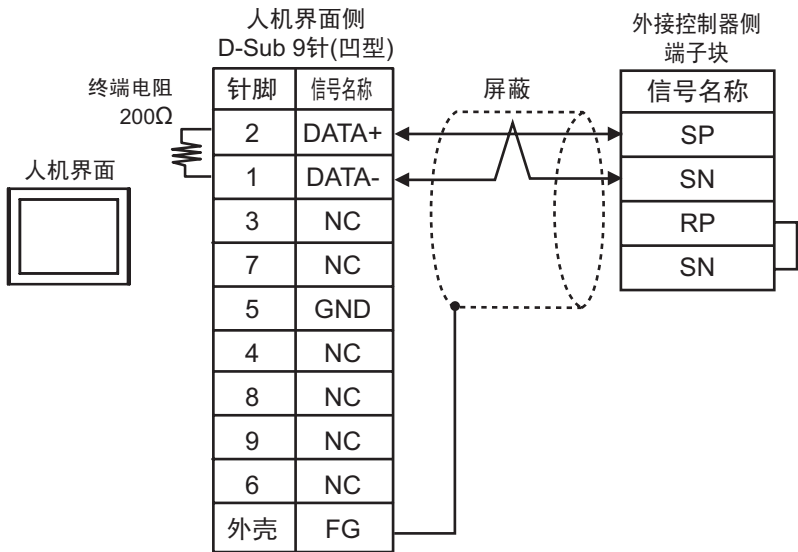 人机界面侧
D-Sub 9针(凹型)
外接控制器侧
端子块
终端电阻
200Ω
屏蔽
人机界面
针脚 信号名称
2 DATA+
1 DATA-
3 NC
7 NC
5 GND
4 NC
8 NC
9 NC
6 NC
外壳 FG
信号名称
SP
SN
RP
SN